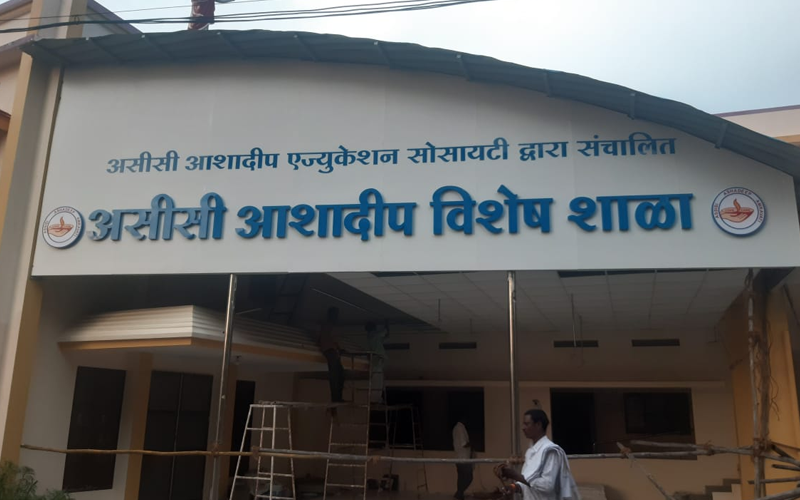 असीसी आशादीप एज्युकेशन सोसायटी द्वारा संचालित
असीसी आशादीप विशेष शाळा